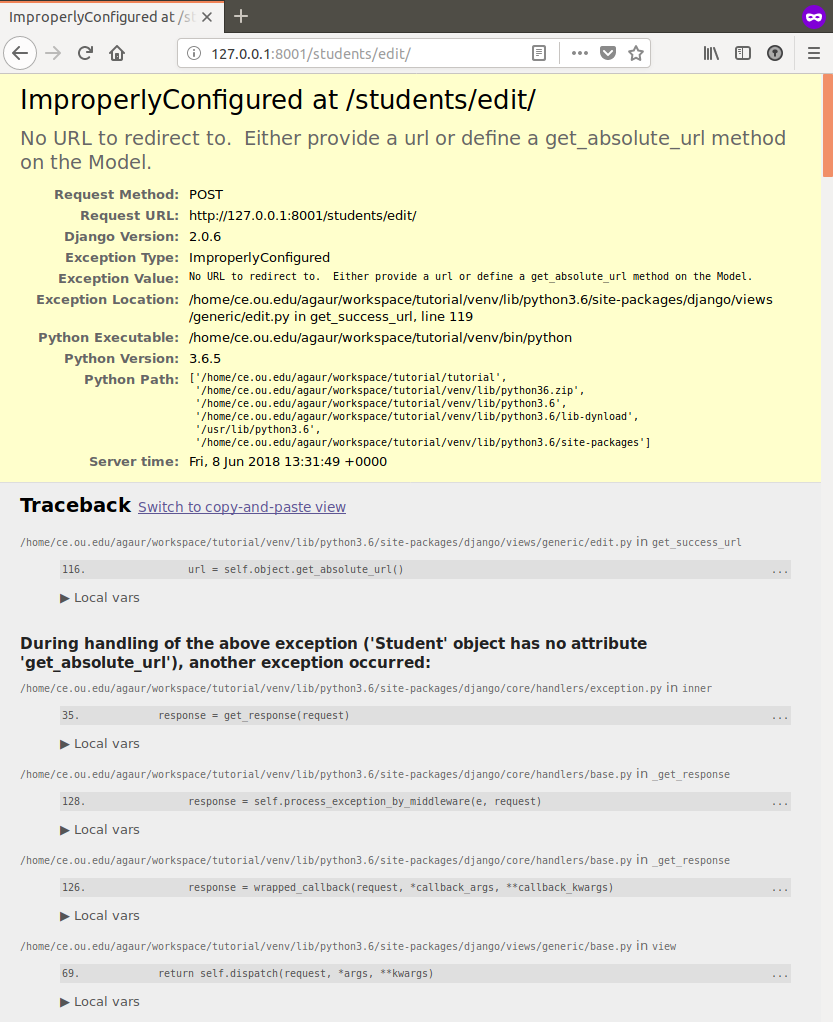 ImproperlyConfigured at /st
127.0.0.1:8001/students/edit/
ImproperlyConfigured at /students/edit/
No URL to redirect to.  Either provide a url or define a get_absolute_url method
on the Model.
Request Method: POST
Request URL: http://127.0.0.1:8001/students/edit/
Django Version: 2.0.6
Exception Type: ImproperlyConfigured
Exception Value: No URL to redirect to.  Either provide a url or define a get_absolute_url method on the Model.
Exception Location: /home/ce.ou.edu/agaur/workspace/tutorial/venv/lib/python3.6/site-packages/django/views
/generic/edit.py in get_success_url, line 119
Python Executable: /home/ce.ou.edu/agaur/workspace/tutorial/venv/bin/python
Python Version: 3.6.5
Python Path: ['/home/ce.ou.edu/agaur/workspace/tutorial/tutorial',
'/home/ce.ou.edu/agaur/workspace/tutorial/venv/lib/python36.zip',
'/home/ce.ou.edu/agaur/workspace/tutorial/venv/lib/python3.6',
'/home/ce.ou.edu/agaur/workspace/tutorial/venv/lib/python3.6/lib-dynload',
'/usr/lib/python3.6',
'/home/ce.ou.edu/agaur/workspace/tutorial/venv/lib/python3.6/site-packages']
Server time: Fri, 8 Jun 2018 13:31:49 +0000
Traceback Switch to copy-and-paste view
/home/ce.ou.edu/agaur/workspace/tutorial/venv/lib/python3.6/site-packages/django/views/generic/edit.py in get_success_url
116. url = self.object.get_absolute_url() ...
▶ Local vars
During handling of the above exception ('Student' object has no attribute
'get_absolute_url'), another exception occurred:
/home/ce.ou.edu/agaur/workspace/tutorial/venv/lib/python3.6/site-packages/django/core/handlers/exception.py in inner
35. response = get_response(request) ...
▶ Local vars
/home/ce.ou.edu/agaur/workspace/tutorial/venv/lib/python3.6/site-packages/django/core/handlers/base.py in _get_response
128. response = self.process_exception_by_middleware(e, request) ...
▶ Local vars
/home/ce.ou.edu/agaur/workspace/tutorial/venv/lib/python3.6/site-packages/django/core/handlers/base.py in _get_response
126. response = wrapped_callback(request, *callback_args, **callback_kwargs) ...
▶ Local vars
/home/ce.ou.edu/agaur/workspace/tutorial/venv/lib/python3.6/site-packages/django/views/generic/base.py in view
69. return self.dispatch(request, *args, **kwargs) ...
▶ Local vars